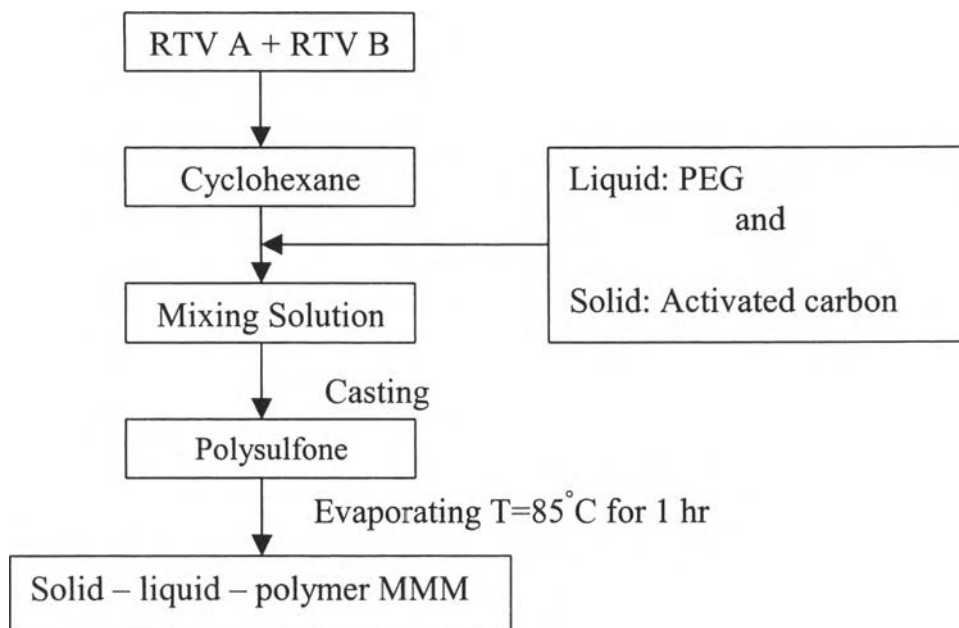 RTV A + RTV B
Cyclohexane
Liquid: PEG
and
Solid: Activated carbon
Mixing Solution
Casting
Polysulfone
Evaporating T=85°C for 1 hr
Solid – liquid – polymer MMM